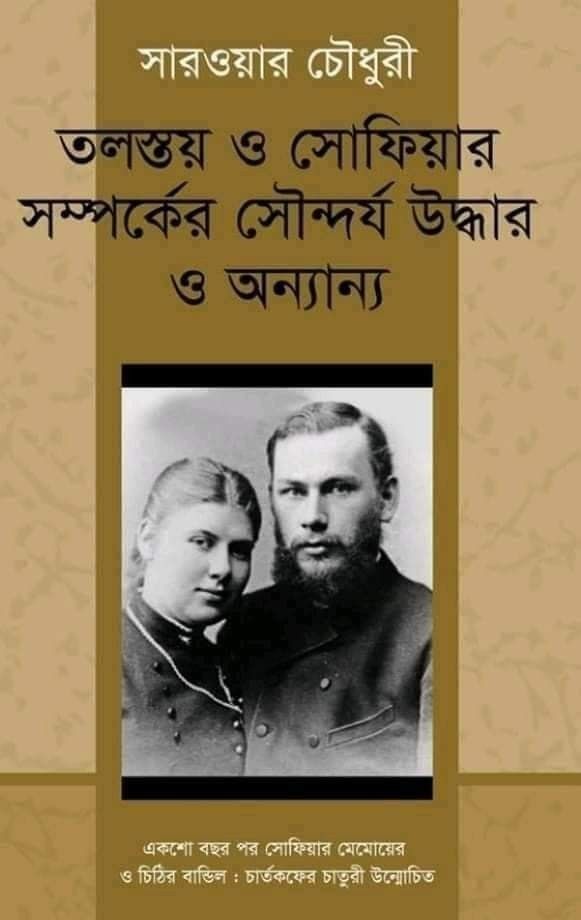 সারওয়ার চৌধুরী
তলস্তয় ও সোফিয়ার
সম্পর্কের সৌন্দর্য উদ্ধার
ও অন্যান্য
একশো বছর পর সোফিয়ার মেমোয়ের
ও চিঠির বান্ডিল : চার্তকফের চাতুরী উন্মোচিত